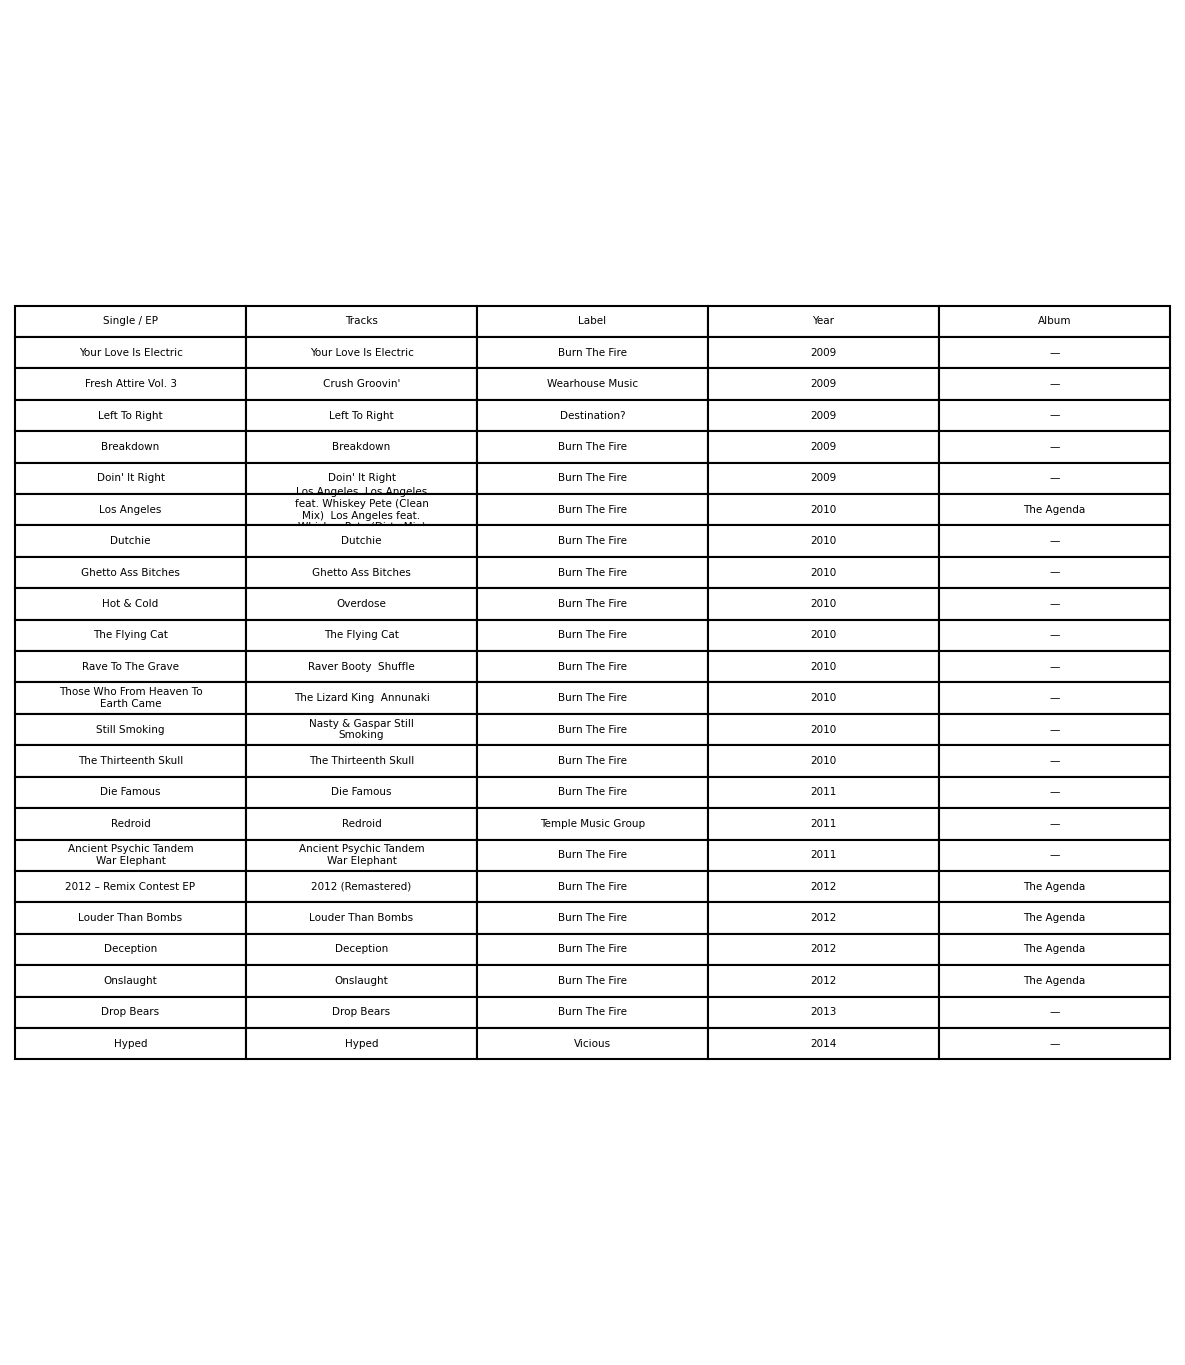 Single / EP Tracks Label Year Album
Your Love Is Electric Your Love Is Electric Burn The Fire 2009 —
Fresh Attire Vol. 3 Crush Groovin' Wearhouse Music 2009 —
Left To Right Left To Right Destination? 2009 —
Breakdown Breakdown Burn The Fire 2009 —
Doin' It Right Doin' It Right Burn The Fire 2009 —
Los Angeles Los Angeles Los Angeles
feat. Whiskey Pete (Clean
Mix) Los Angeles feat.
Whiskey Pete (Dirty Mix) Burn The Fire 2010 The Agenda
Dutchie Dutchie Burn The Fire 2010 —
Ghetto Ass Bitches Ghetto Ass Bitches Burn The Fire 2010 —
Hot & Cold Overdose Burn The Fire 2010 —
The Flying Cat The Flying Cat Burn The Fire 2010 —
Rave To The Grave Raver Booty Shuffle Burn The Fire 2010 —
Those Who From Heaven To
Earth Came The Lizard King Annunaki Burn The Fire 2010 —
Still Smoking Nasty & Gaspar Still
Smoking Burn The Fire 2010 —
The Thirteenth Skull The Thirteenth Skull Burn The Fire 2010 —
Die Famous Die Famous Burn The Fire 2011 —
Redroid Redroid Temple Music Group 2011 —
Ancient Psychic Tandem
War Elephant Ancient Psychic Tandem
War Elephant Burn The Fire 2011 —
2012 – Remix Contest EP 2012 (Remastered) Burn The Fire 2012 The Agenda
Louder Than Bombs Louder Than Bombs Burn The Fire 2012 The Agenda
Deception Deception Burn The Fire 2012 The Agenda
Onslaught Onslaught Burn The Fire 2012 The Agenda
Drop Bears Drop Bears Burn The Fire 2013 —
Hyped Hyped Vicious 2014 —